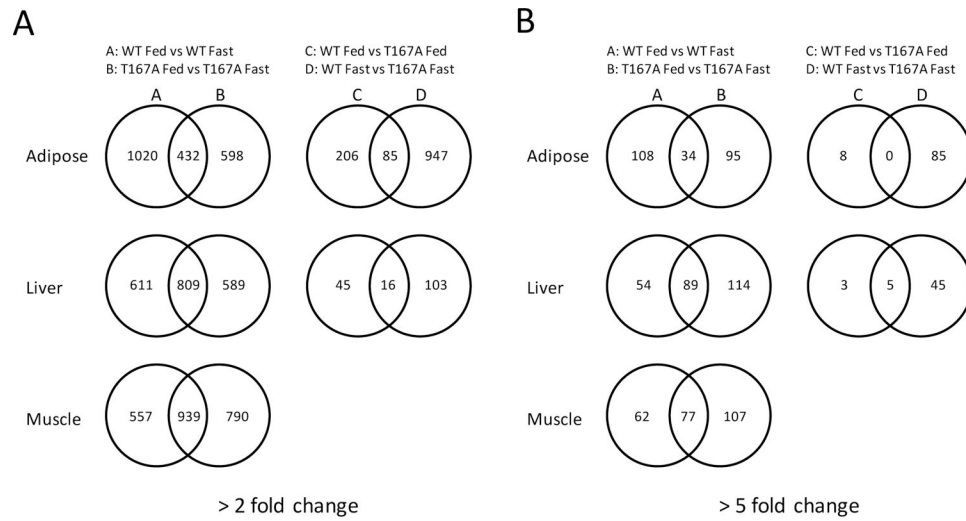 A
A: WT Fed vs WT Fast
B: T167A Fed vs T167A Fast
C: WT Fed vs T167A Fed
D: WT Fast vs T167A Fast
A B C D
Adipose 1020 432 598 206 85 947
Liver 611 809 589 45 16 103
Muscle 557 939 790
> 2 fold change
B
A: WT Fed vs WT Fast
B: T167A Fed vs T167A Fast
C: WT Fed vs T167A Fed
D: WT Fast vs T167A Fast
A B C D
Adipose 108 34 95 8 0 85
Liver 54 89 114 3 5 45
Muscle 62 77 107
> 5 fold change